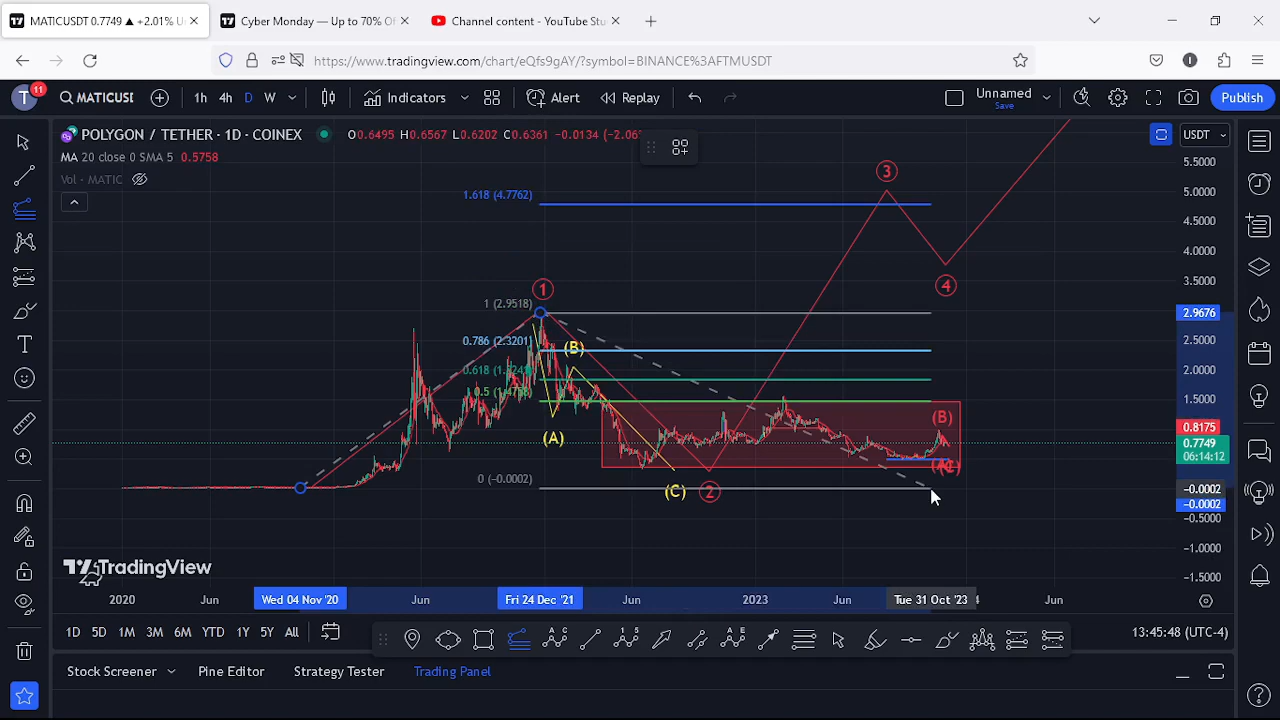 MATICUSDT 0.7749 ▲ +2.01% U
Cyber Monday — Up to 70% Of
Channel content - YouTube Stu
https://www.tradingview.com/chart/eQfs9gAY/?symbol=BINANCE%3AFTMUSDT
T
11
MATICUSI
1h
4h
D
W
Indicators
Alert
Replay
Unnamed
Save
Publish
POLYGON / TETHER · 1D · COINEX
O0.6495 H0.6567 L0.6202 C0.6361 -0.0134
USDT
MA 20 close 0 SMA 5 0.5758
Vol - MATIC
5.5000
5.0000
4.5000
4.0000
3.5000
2.9676
2.5000
2.0000
1.5000
0.8175
0.7749
06:14:12
-0.0002
-0.0002
-0.5000
-1.0000
-1.5000
3
1.618 (4.7762)
4
1
1 (2.9518)
0.786 (2.3201)
(B)
0.5
(B)
(A)
0 (-0.0002)
(C)
2
TradingView
2020
Jun
Wed 04 Nov '20
Jun
Fri 24 Dec '21
Jun
2023
Jun
Tue 31 Oct '23
4
Jun
1D
5D
1M
3M
6M
YTD
1Y
5Y
All
13:45:48 (UTC-4)
Stock Screener
Pine Editor
Strategy Tester
Trading Panel